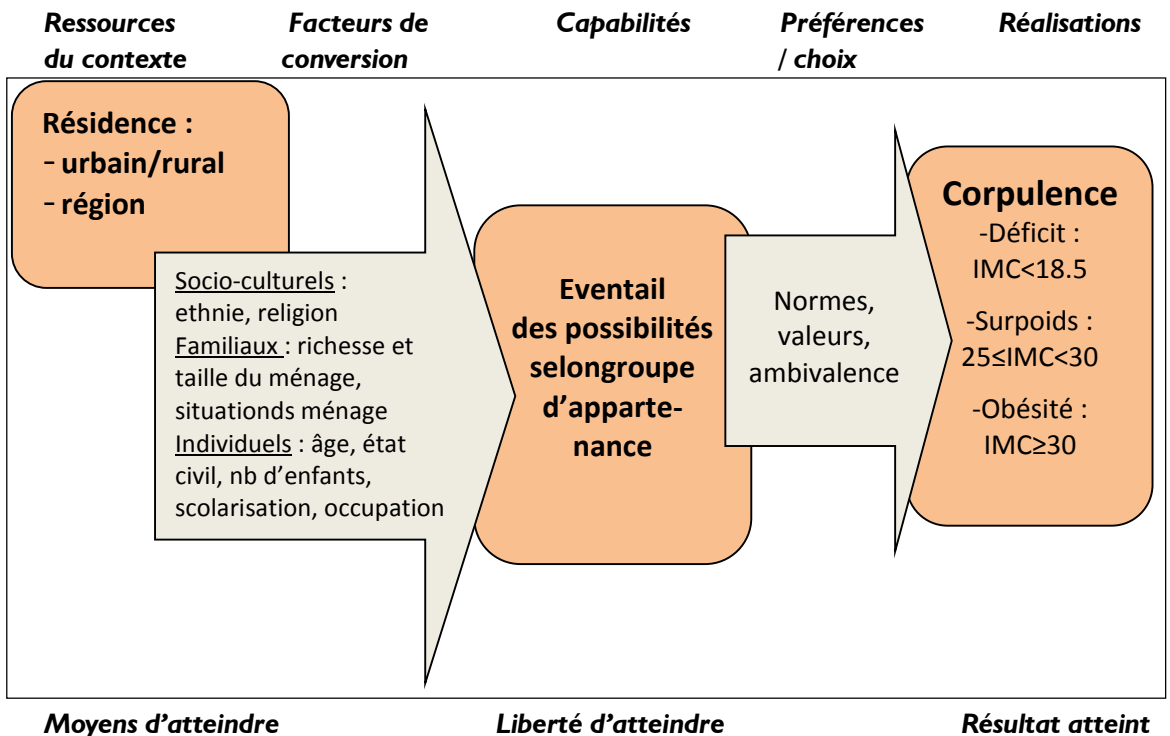 Ressources
du contexte
Facteurs de
conversion
Capabilités
Préférences
/ choix
Réalisations
Résidence :
- urbain/rural
- région
Socio-culturels :
ethnie, religion
Familiaux : richesse et
taille du ménage,
situationds ménage
Individuels : âge, état
civil, nb d'enfants,
scolarisation, occupation
Eventail
des possibilités
selongroupe
d'apparte-
nance
Normes,
valeurs,
ambivalence
Corpulence
-Déficit :
IMC<18.5
-Surpoids :
25≤IMC<30
-Obésité :
IMC≥30
Moyens d'atteindre
Liberté d'atteindre
Résultat atteint